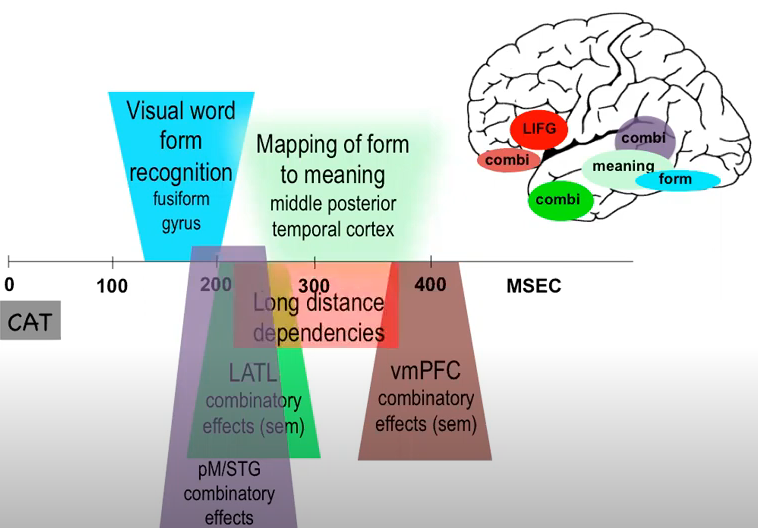 Visual word
form
recognition
fusiform
gyrus
Mapping of form
to meaning
middle posterior
temporal cortex
LIFG
combi
combi
meaning
form
combi
0
100
200
300
400
MSEC
CAT
Long distance
dependencies
LATL
combinatory
effects (sem)
vmPFC
combinatory
effects (sem)
pM/STG
combinatory
effects